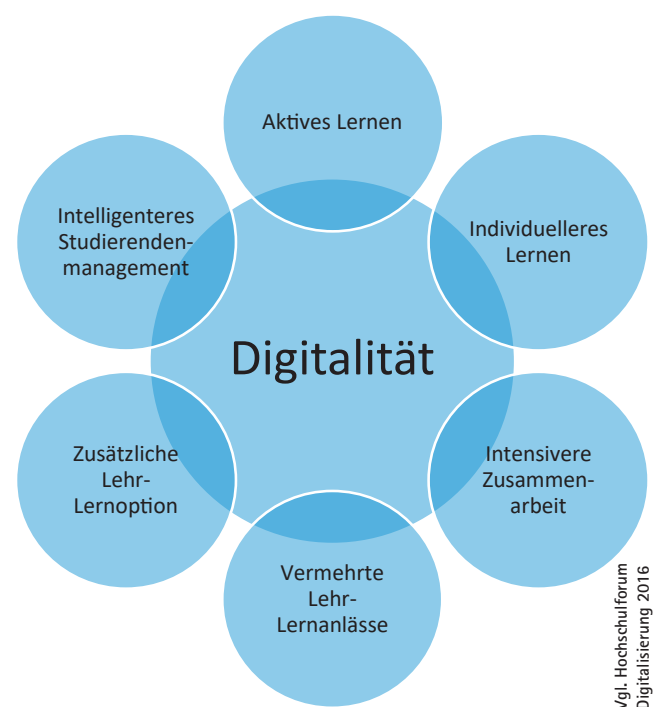 Aktives Lernen
Individuelleres
Lernen
Intensivere
Zusammen-
arbeit
Vermehrte
Lehr-
Lernanlässe
Zusätzliche
Lehr-
Lernoption
Intelligenteres
Studierenden-
management
Digitalität
Vgl. Hochschulforum
Digitalisierung 2016